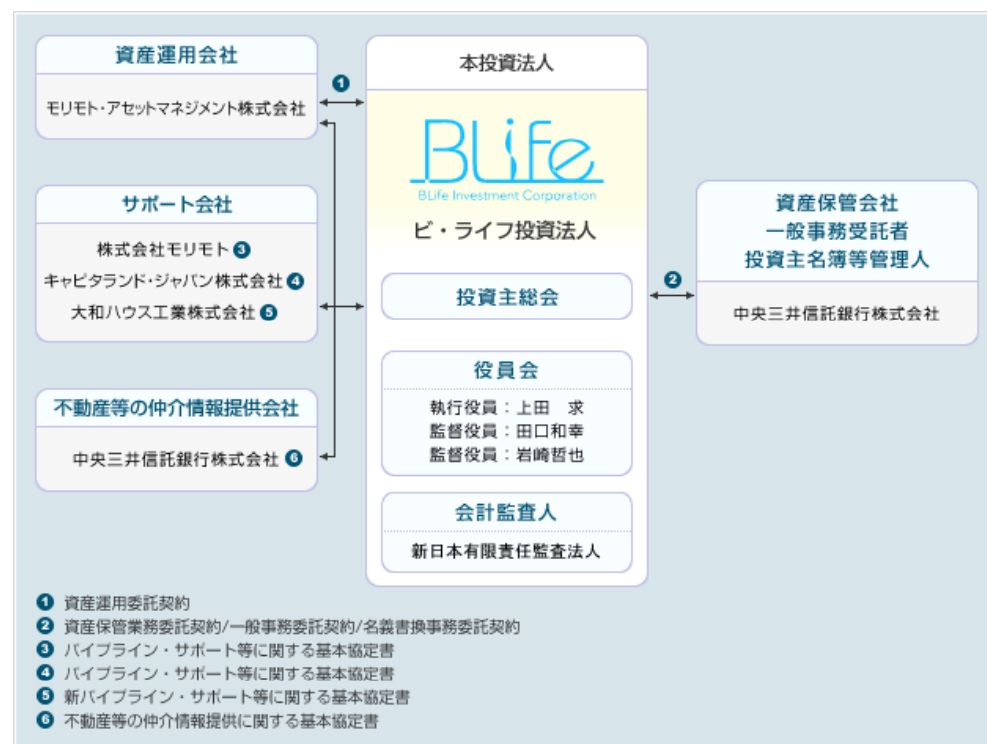 資産運用会社
モリモト・アセットマネジメント株式会社
❶
サポート会社
株式会社モリモト❸
キャピタランド・ジャパン株式会社❹
大和ハウス工業株式会社❺
不動産等の仲介情報提供会社
中央三井信託銀行株式会社 ❻
本投資法人
BLife
BLife Investment Corporation
ビ・ライフ投資法人
投資主総会
役員会
執行役員：上田　求
監督役員：田口和幸
監督役員：岩崎哲也
会計監査人
新日本有限責任監査法人
❷
資産保管会社
一般事務受託者
投資主名簿等管理人
中央三井信託銀行株式会社
❶ 資産運用委託契約
❷ 資産保管業務委託契約/一般事務委託契約/名義書換事務委託契約
❸ パイプライン・サポート等に関する基本協定書
❹ パイプライン・サポート等に関する基本協定書
❺ 新パイプライン・サポート等に関する基本協定書
❻ 不動産等の仲介情報提供に関する基本協定書